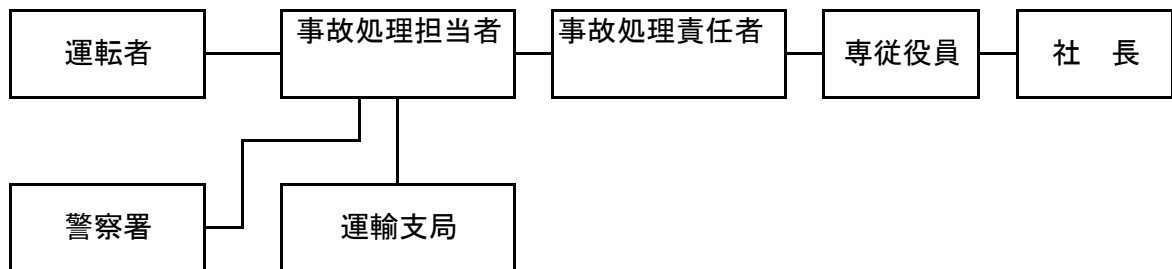 運転者
事故処理担当者
事故処理責任者
専従役員
社　長
警察署
運輸支局